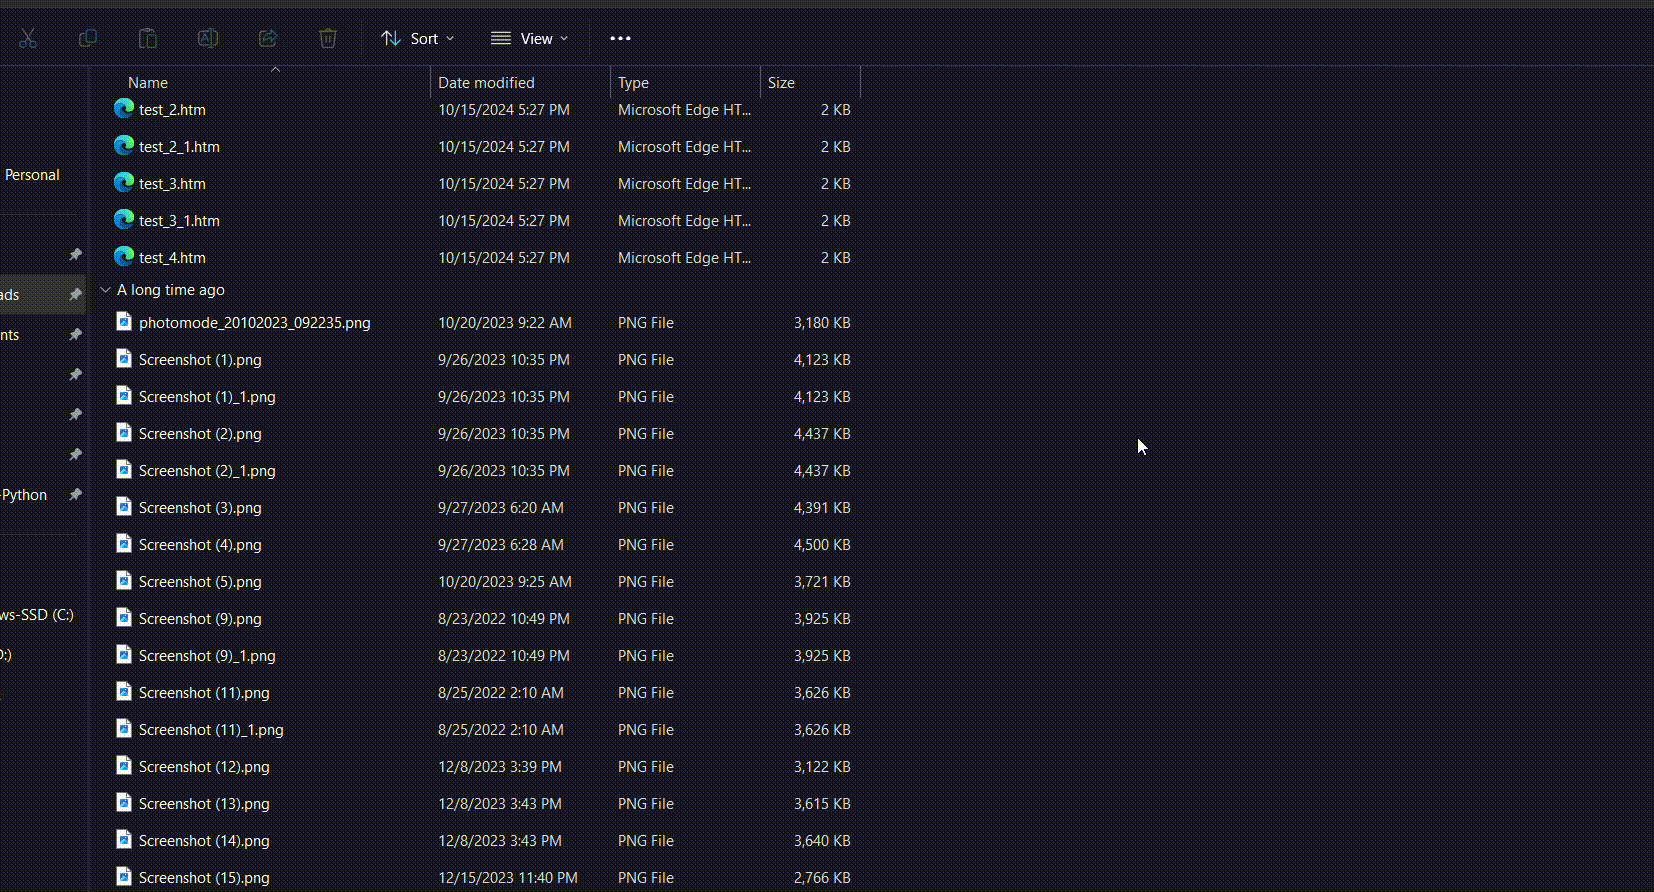 Sort View
Name Date modified Type Size
test_2.htm 10/15/2024 5:27 PM Microsoft Edge HT... 2 KB
test_2_1.htm 10/15/2024 5:27 PM Microsoft Edge HT... 2 KB
Personal
test_3.htm 10/15/2024 5:27 PM Microsoft Edge HT... 2 KB
test_3_1.htm 10/15/2024 5:27 PM Microsoft Edge HT... 2 KB
test_4.htm 10/15/2024 5:27 PM Microsoft Edge HT... 2 KB
ads A long time ago
photomode_20102023_092235.png 10/20/2023 9:22 AM PNG File 3,180 KB
nts
Screenshot (1).png 9/26/2023 10:35 PM PNG File 4,123 KB
Screenshot (1)_1.png 9/26/2023 10:35 PM PNG File 4,123 KB
Screenshot (2).png 9/26/2023 10:35 PM PNG File 4,437 KB
Screenshot (2)_1.png 9/26/2023 10:35 PM PNG File 4,437 KB
-Python
Screenshot (3).png 9/27/2023 6:20 AM PNG File 4,391 KB
Screenshot (4).png 9/27/2023 6:28 AM PNG File 4,500 KB
Screenshot (5).png 10/20/2023 9:25 AM PNG File 3,721 KB
ws-SSD (C:) Screenshot (9).png 8/23/2022 10:49 PM PNG File 3,925 KB
D:) Screenshot (9)_1.png 8/23/2022 10:49 PM PNG File 3,925 KB
Screenshot (11).png 8/25/2022 2:10 AM PNG File 3,626 KB
Screenshot (11)_1.png 8/25/2022 2:10 AM PNG File 3,626 KB
Screenshot (12).png 12/8/2023 3:39 PM PNG File 3,122 KB
Screenshot (13).png 12/8/2023 3:43 PM PNG File 3,615 KB
Screenshot (14).png 12/8/2023 3:43 PM PNG File 3,640 KB
Screenshot (15).png 12/15/2023 11:40 PM PNG File 2,766 KB